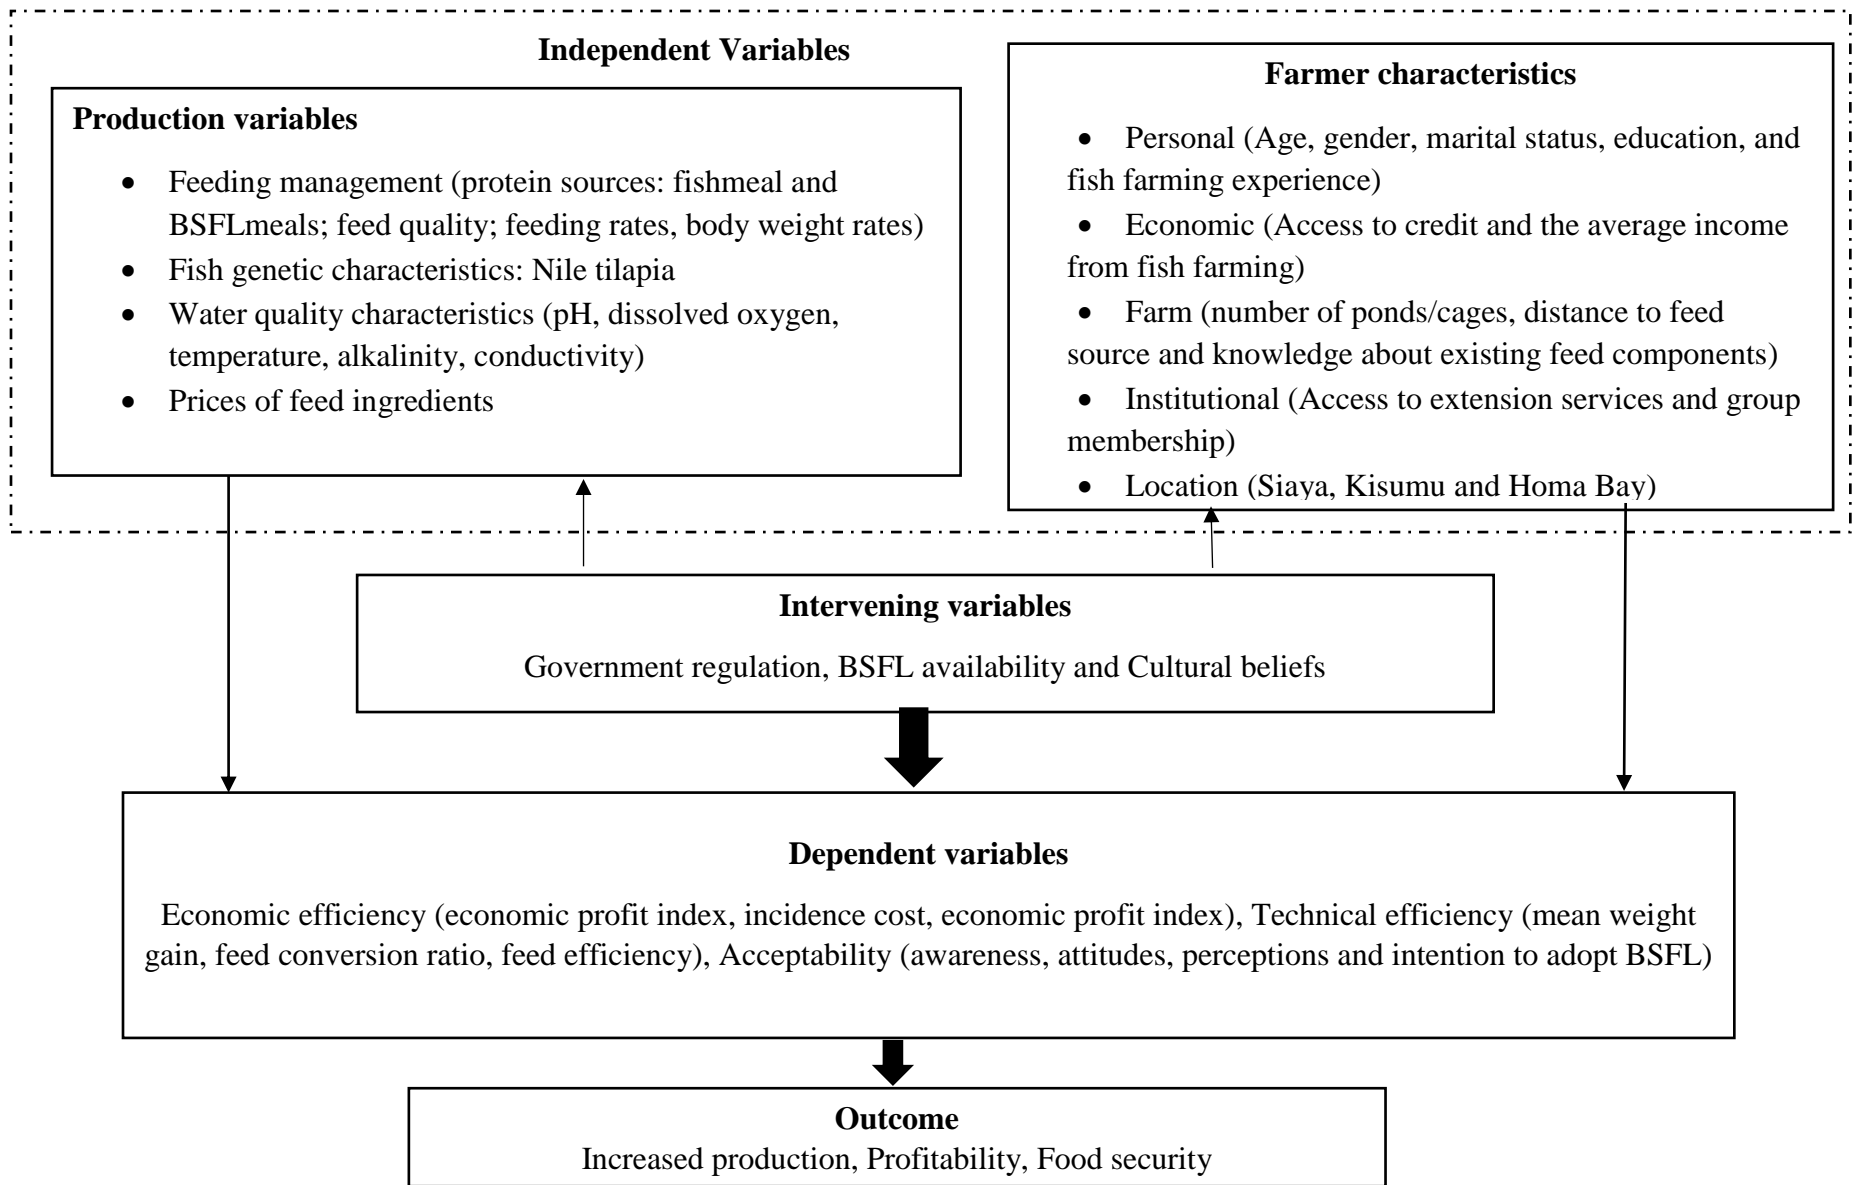 Independent Variables
Production variables
• Feeding management (protein sources: fishmeal and
BSFLmeals; feed quality; feeding rates, body weight rates)
• Fish genetic characteristics: Nile tilapia
• Water quality characteristics (pH, dissolved oxygen,
temperature, alkalinity, conductivity)
• Prices of feed ingredients
Farmer characteristics
• Personal (Age, gender, marital status, education, and
fish farming experience)
• Economic (Access to credit and the average income
from fish farming)
• Farm (number of ponds/cages, distance to feed
source and knowledge about existing feed components)
• Institutional (Access to extension services and group
membership)
• Location (Siaya, Kisumu and Homa Bay)
Intervening variables
Government regulation, BSFL availability and Cultural beliefs
Dependent variables
Economic efficiency (economic profit index, incidence cost, economic profit index), Technical efficiency (mean weight
gain, feed conversion ratio, feed efficiency), Acceptability (awareness, attitudes, perceptions and intention to adopt BSFL)
Outcome
Increased production, Profitability, Food security